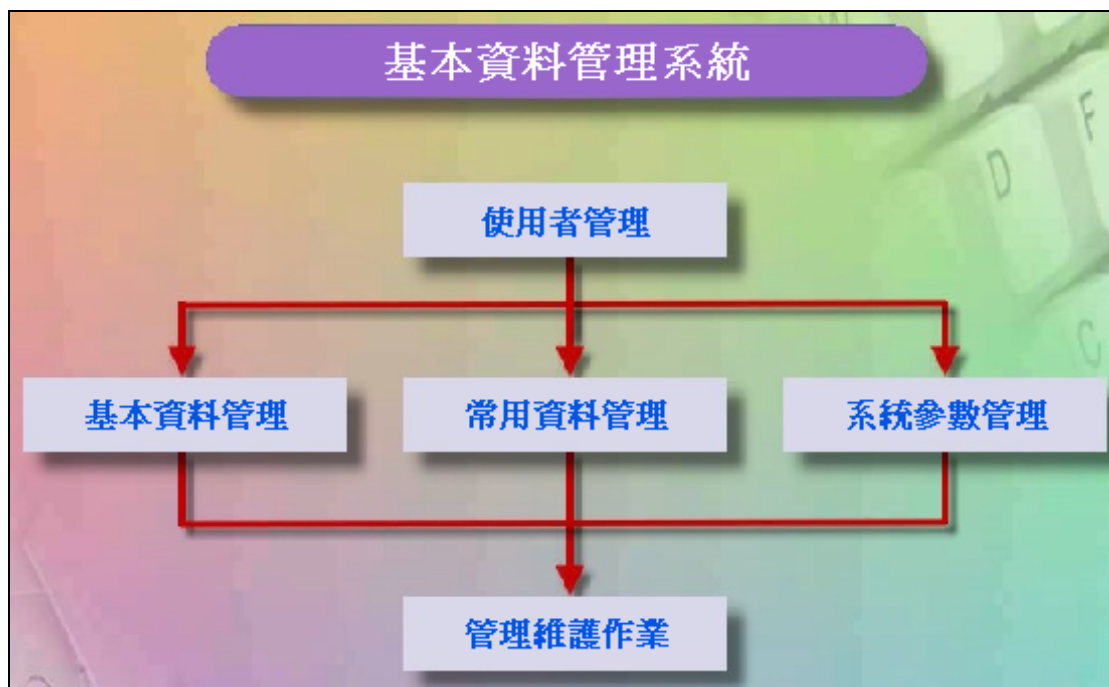 基本資料管理系統
使用者管理
基本資料管理
常用資料管理
系統參數管理
管理維護作業
D
F
C